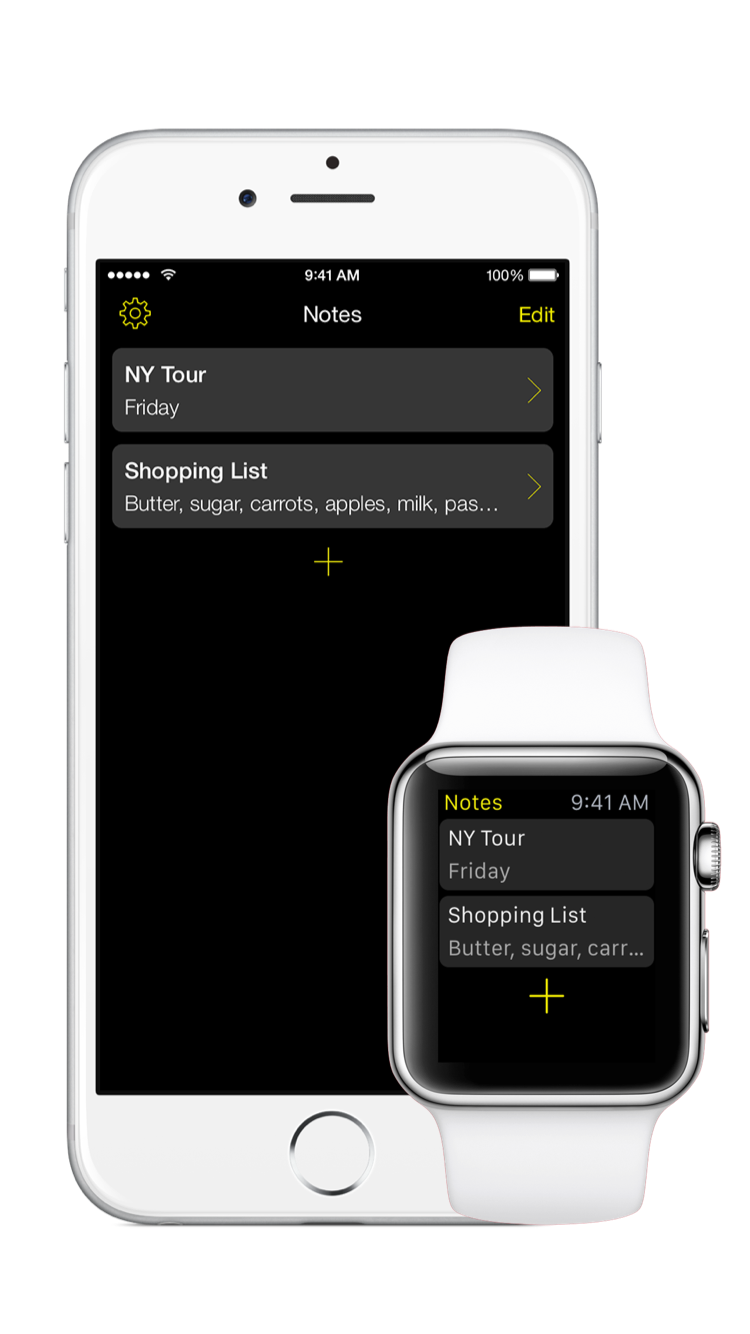 9:41 AM 100%
Notes Edit
NY Tour
Friday
Shopping List
Butter, sugar, carrots, apples, milk, pas...
Notes 9:41 AM
NY Tour
Friday
Shopping List
Butter, sugar, carr...